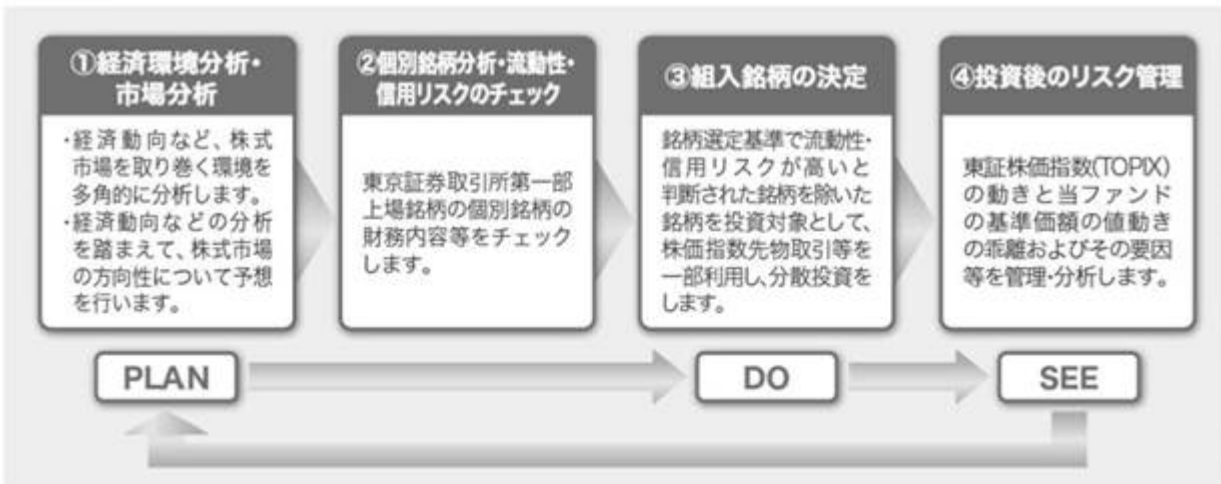 ①経済環境分析・
市場分析
・経済動向など、株式
市場を取り巻く環境を
多角的に分析します。
・経済動向などの分析
を踏まえて、株式市場
の方向性について予想
を行います。
②個別銘柄分析・流動性・
信用リスクのチェック
東京証券取引所第一部
上場銘柄の個別銘柄の
財務内容等をチェック
します。
③組入銘柄の決定
銘柄選定基準で流動性・
信用リスクが高いと
判断された銘柄を除いた
銘柄を投資対象として、
株価指数先物取引等を
一部利用し、分散投資を
します。
④投資後のリスク管理
東証株価指数(TOPIX)
の動きと当ファンド
の基準価額の値動き
の乖離およびその要因
等を管理・分析します。
PLAN
DO
SEE